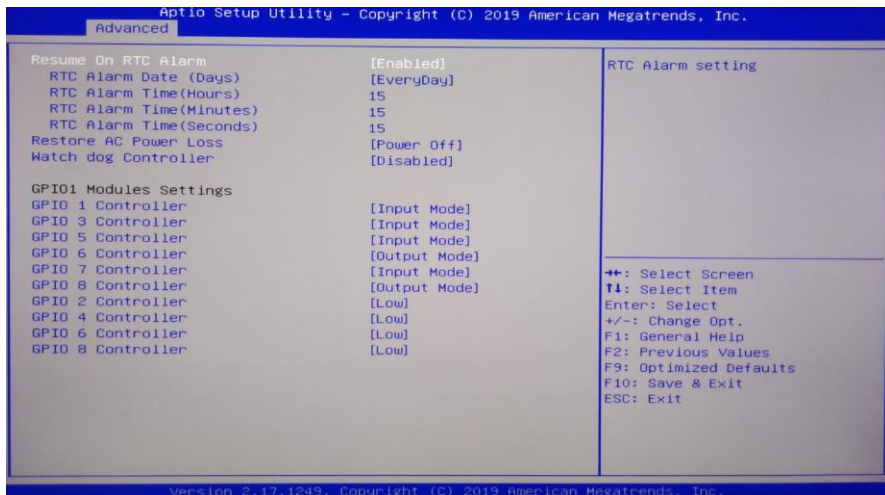 Aptio Setup Utility – Copyright (C) 2019 American Megatrends, Inc.
Advanced
Resume On RTC Alarm [Enabled]
RTC Alarm Date (Days) [EveryDay]
RTC Alarm Time(Hours) 15
RTC Alarm Time(Minutes) 15
RTC Alarm Time(Seconds) 15
Restore AC Power Loss [Power Off]
Watch dog Controller [Disabled]
GPIO1 Modules Settings
GPIO 1 Controller [Input Mode]
GPIO 3 Controller [Input Mode]
GPIO 5 Controller [Input Mode]
GPIO 6 Controller [Output Mode]
GPIO 7 Controller [Input Mode]
GPIO 8 Controller [Output Mode]
GPIO 2 Controller [Low]
GPIO 4 Controller [Low]
GPIO 6 Controller [Low]
GPIO 8 Controller [Low]
RTC Alarm setting
→←: Select Screen
↑↓: Select Item
Enter: Select
+/-: Change Opt.
F1: General Help
F2: Previous Values
F9: Optimized Defaults
F10: Save & Exit
ESC: Exit
Version 2.17.1249. Copyright (C) 2019 American Megatrends, Inc.